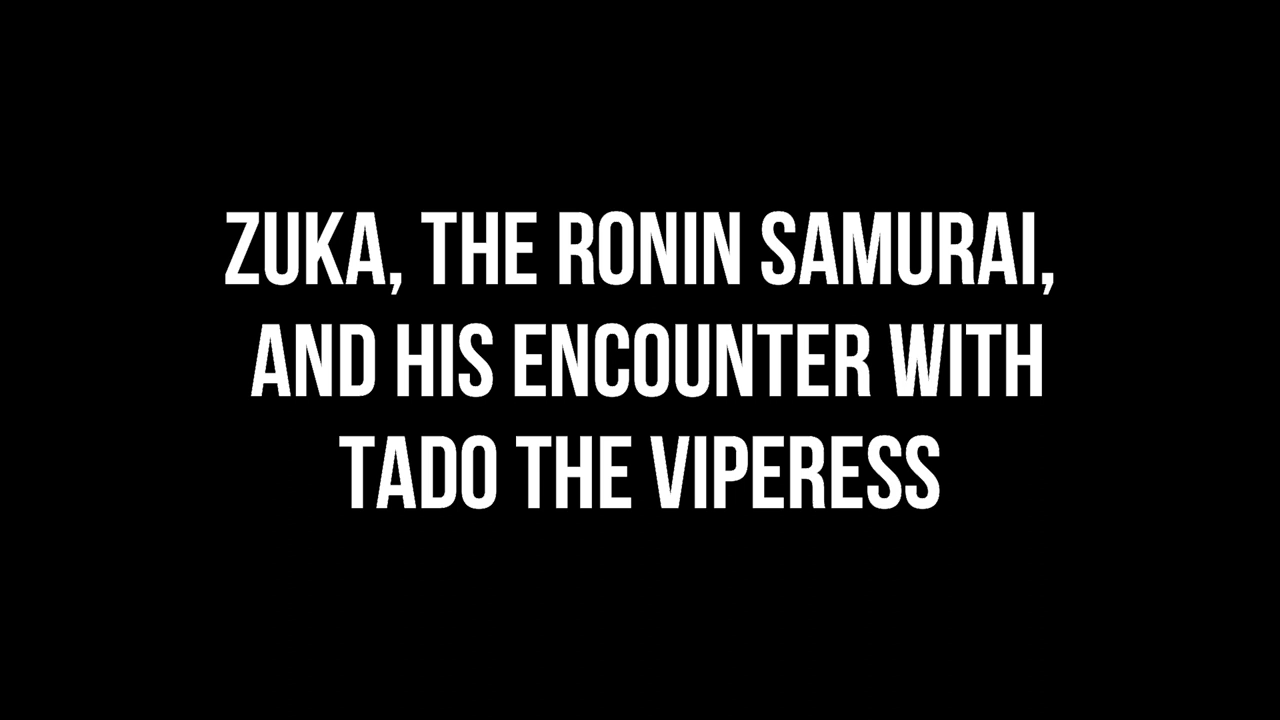 ZUKA, THE RONIN SAMURAI,
AND HIS ENCOUNTER WITH
TADO THE VIPERESS